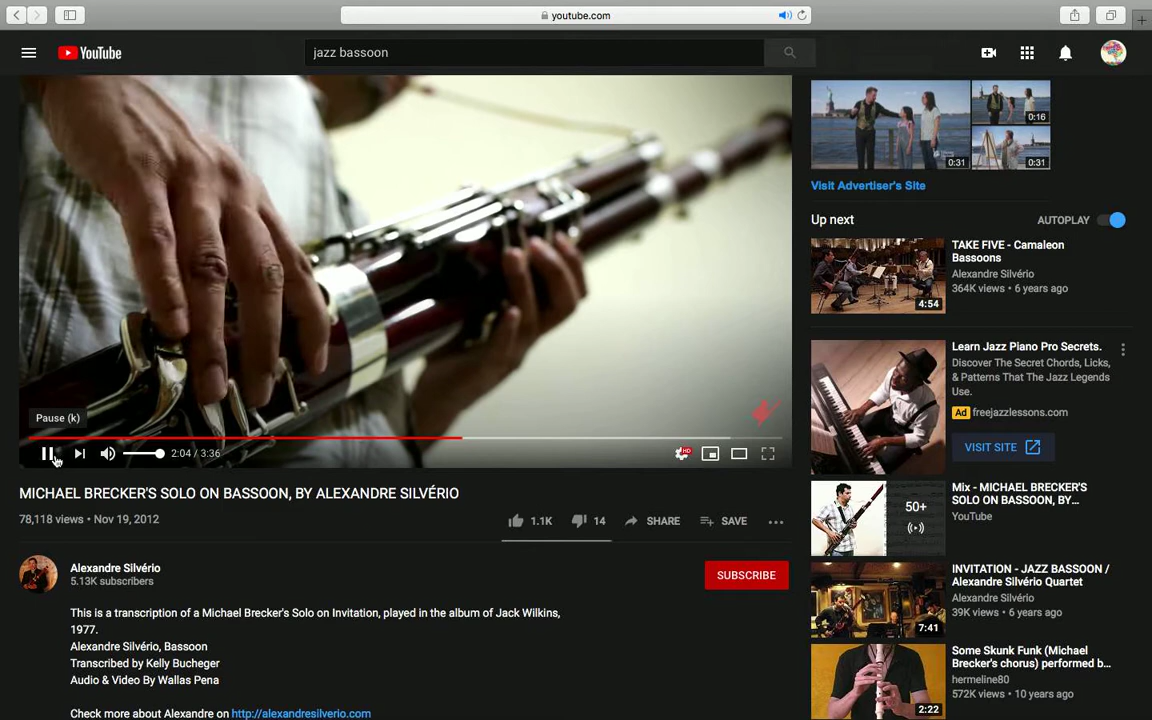 youtube.com
YouTube
jazz bassoon
0:16
0:31
0:31
Visit Advertiser's Site
Up next
AUTOPLAY
TAKE FIVE - Camaleon
Bassoons
Alexandre Silvério
364K views • 6 years ago
4:54
Learn Jazz Piano Pro Secrets.
Discover The Secret Chords, Licks,
& Patterns That The Jazz Legends
Use.
Ad freejazzlessons.com
VISIT SITE
Mix - MICHAEL BRECKER'S
SOLO ON BASSOON, BY...
YouTube
50+
INVITATION - JAZZ BASSOON /
Alexandre Silvério Quartet
Alexandre Silvério
39K views • 6 years ago
7:41
Some Skunk Funk (Michael
Brecker's chorus) performed b...
hermeline80
572K views • 10 years ago
2:22
Pause (k)
2:04 / 3:36
HD
MICHAEL BRECKER'S SOLO ON BASSOON, BY ALEXANDRE SILVÉRIO
78,118 views • Nov 19, 2012
1.1K
14
SHARE
SAVE
Alexandre Silvério
5.13K subscribers
SUBSCRIBE
This is a transcription of a Michael Brecker's Solo on Invitation, played in the album of Jack Wilkins,
1977.
Alexandre Silvério, Bassoon
Transcribed by Kelly Bucheger
Audio & Video By Wallas Pena
Check more about Alexandre on http://alexandresilverio.com